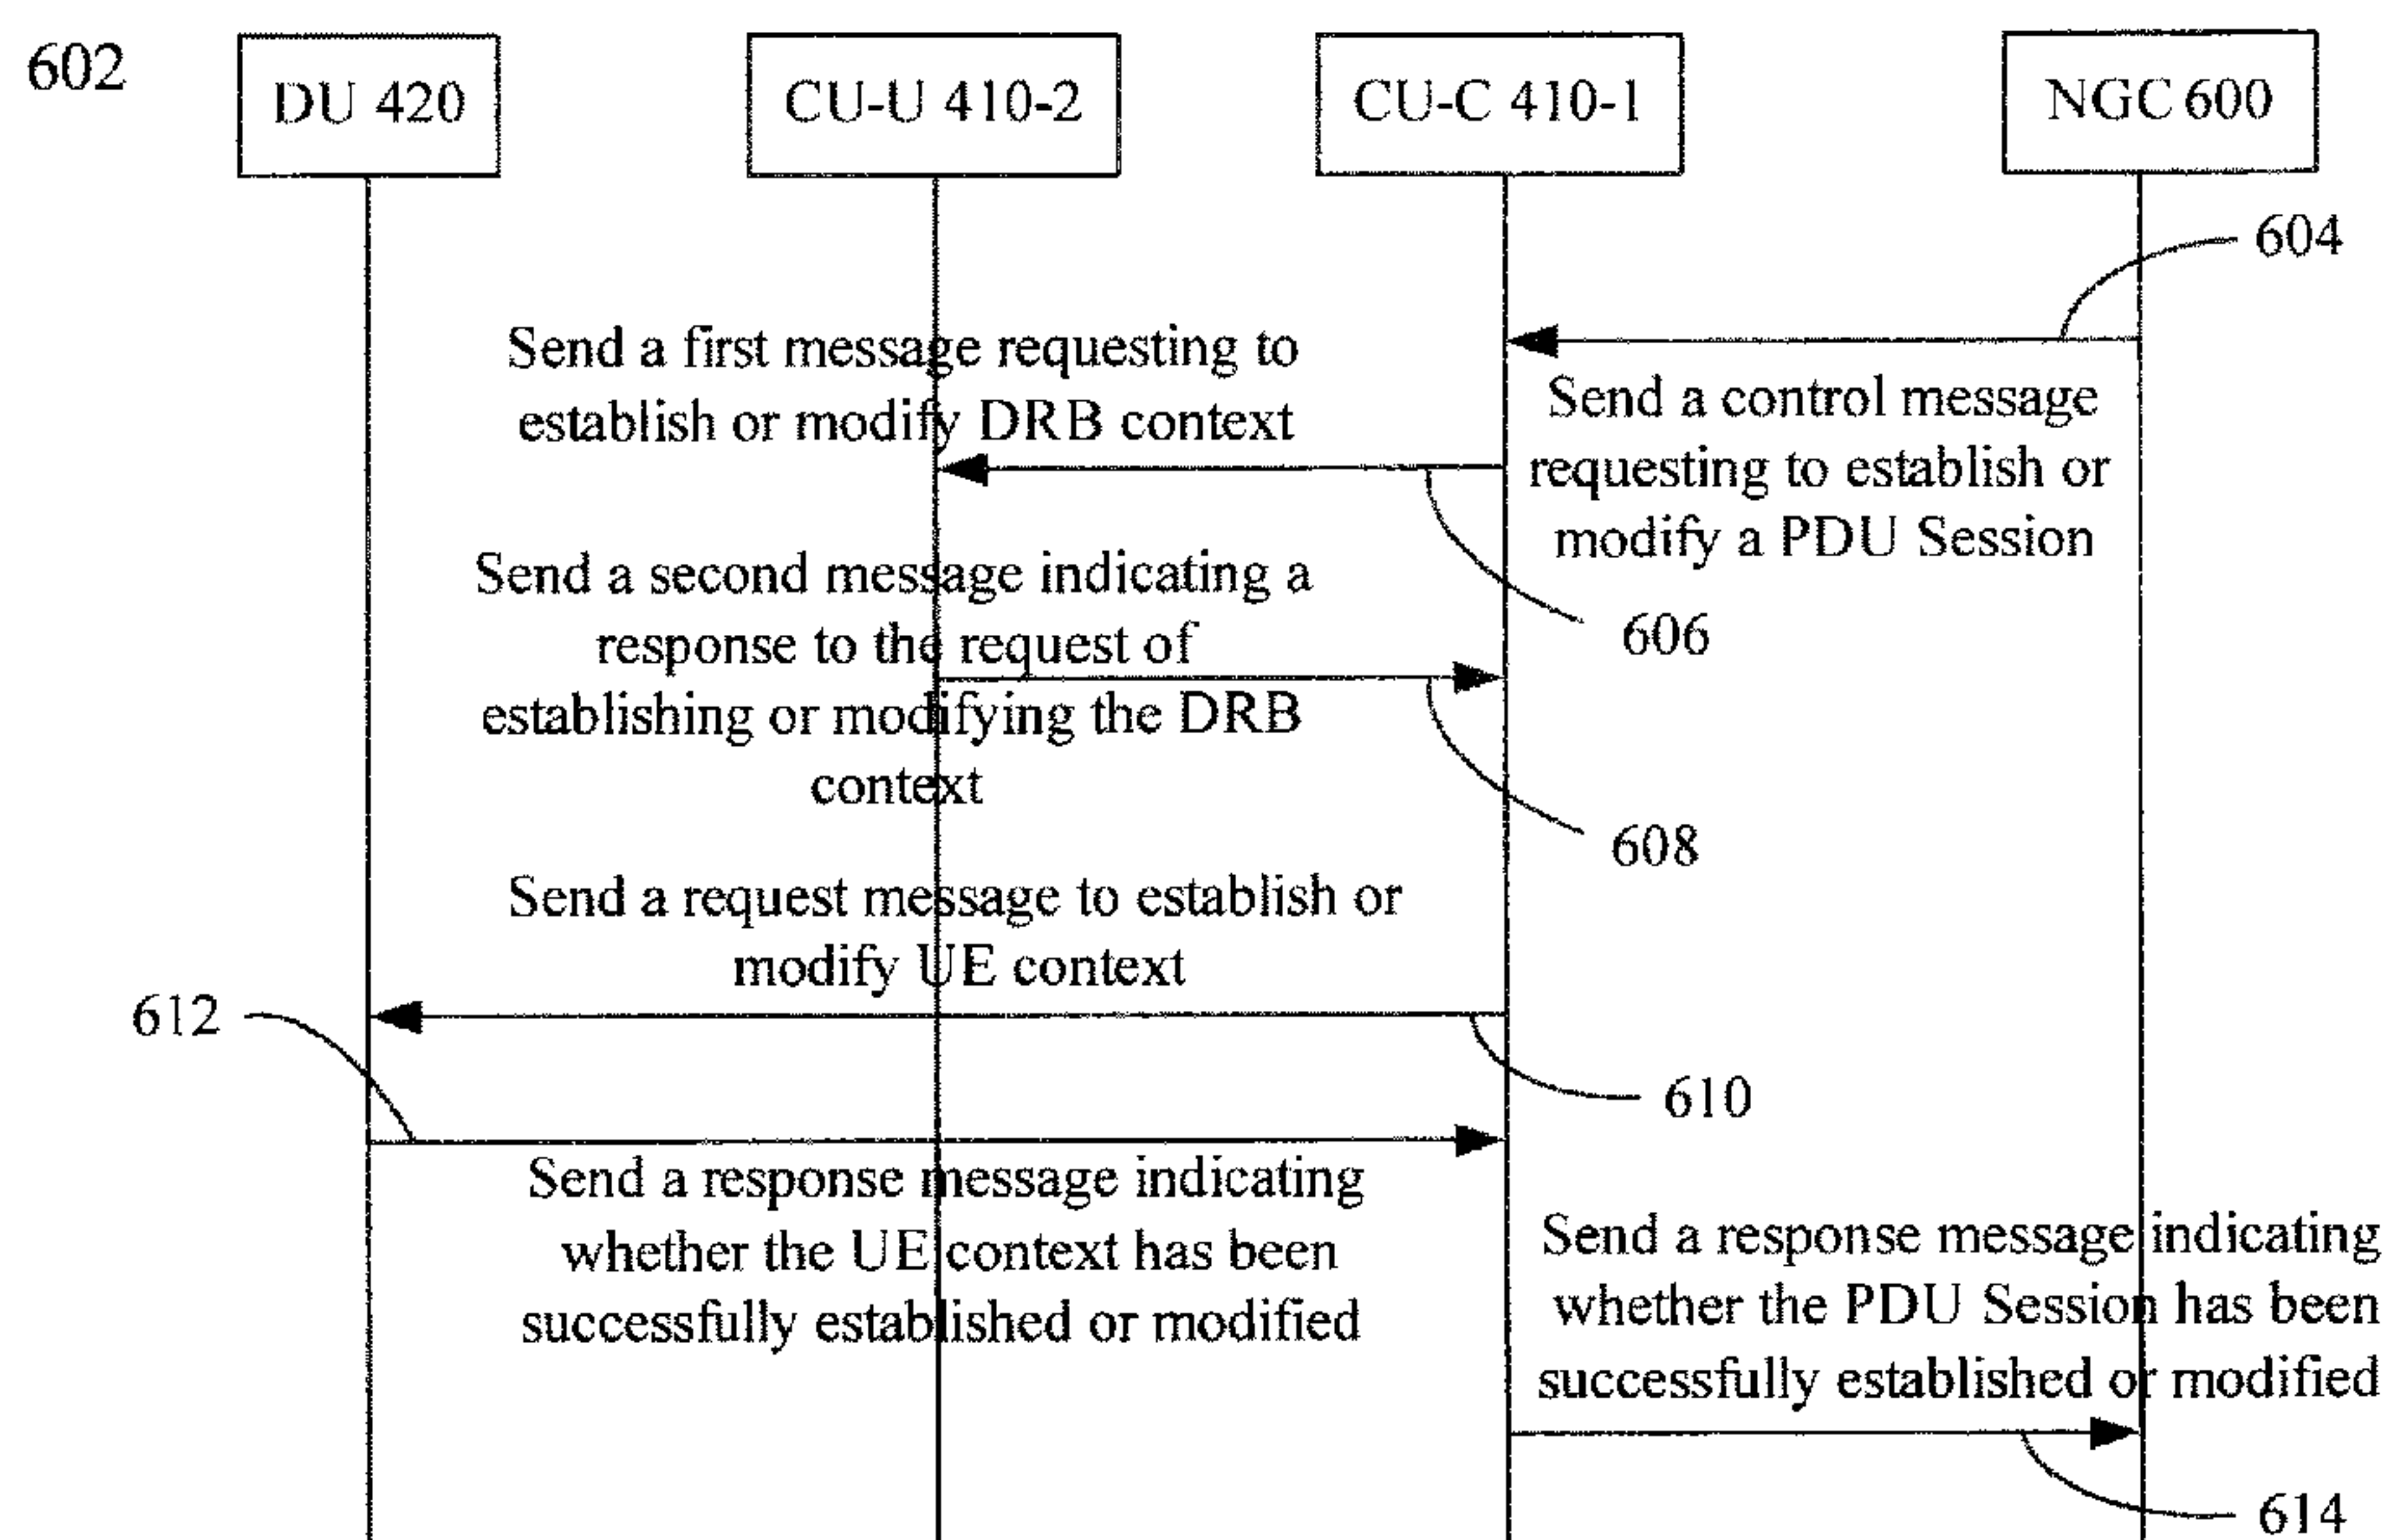 602
DU 420
CU-U 410-2
CU-C 410-1
NGC 600
604
Send a control message
requesting to establish or
modify a PDU Session
Send a first message requesting to
establish or modify DRB context
606
Send a second message indicating a
response to the request of
establishing or modifying the DRB
context
608
Send a request message to establish or
modify UE context
610
612
Send a response message indicating
whether the UE context has been
successfully established or modified
Send a response message indicating
whether the PDU Session has been
successfully established or modified
614